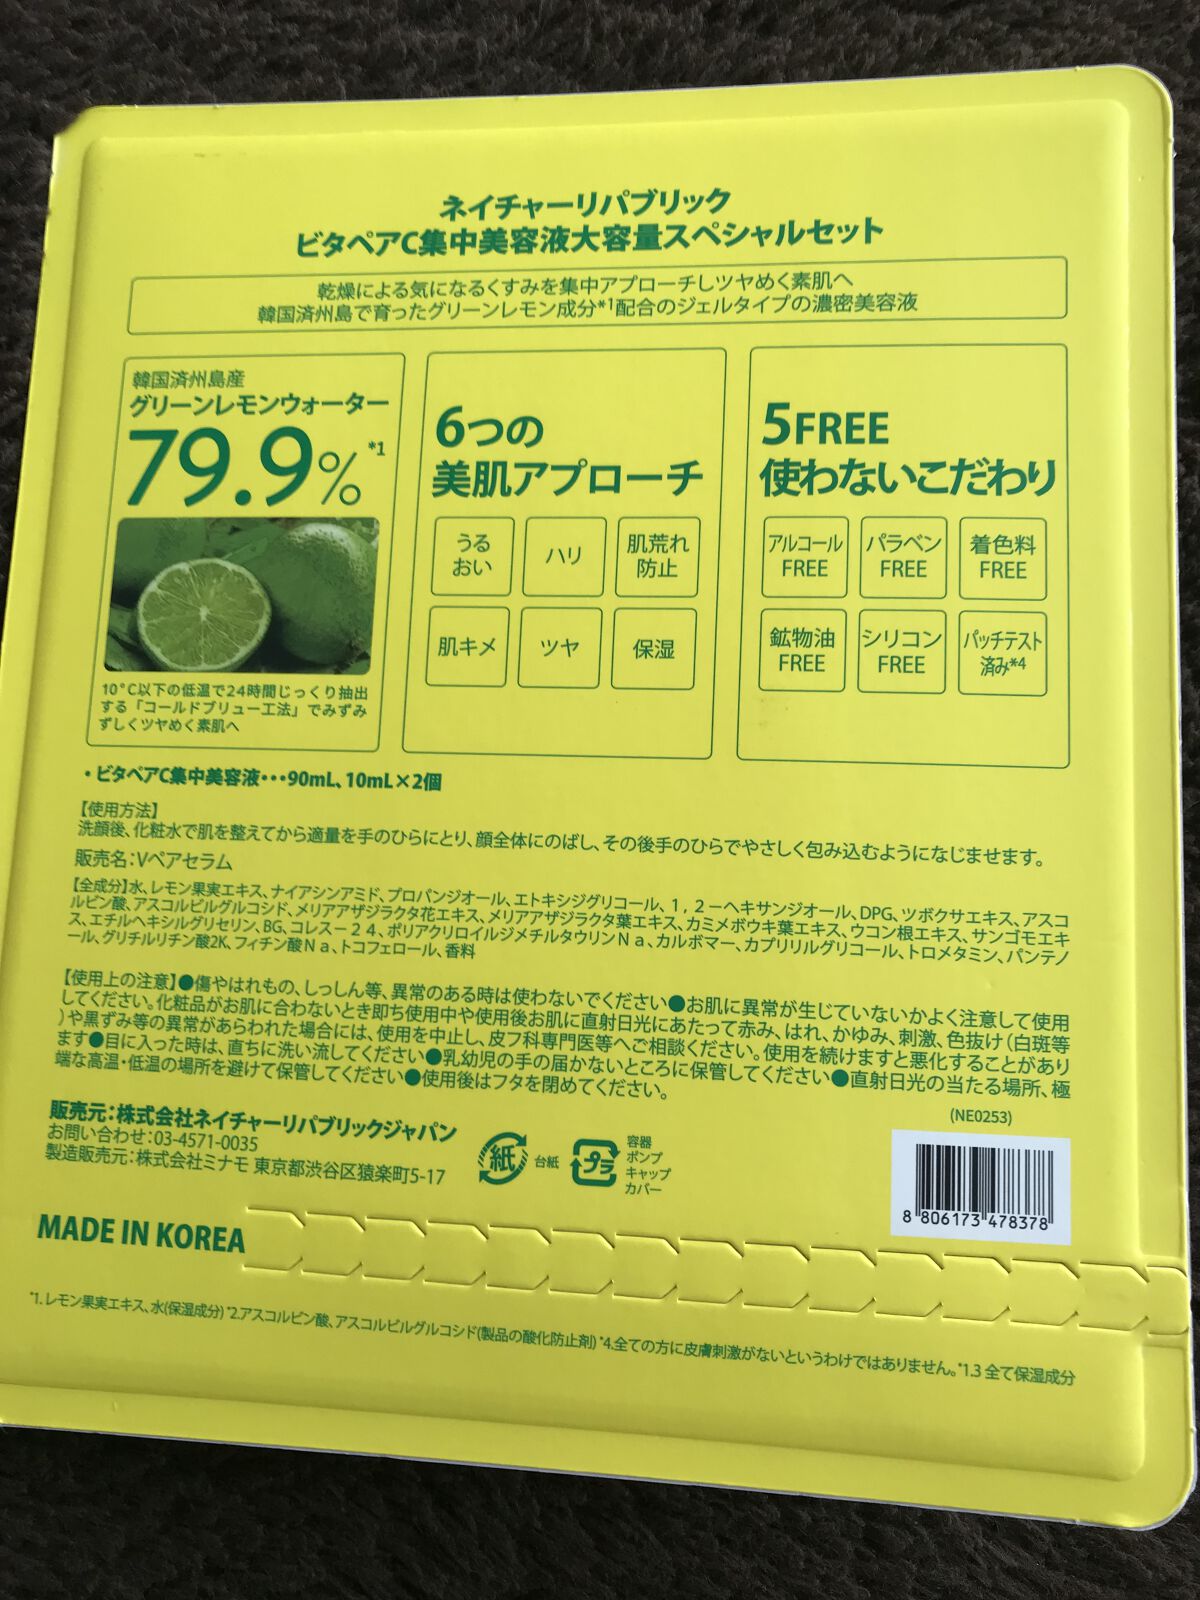 ネイチャーリパブリック
ビタペアC集中美容液大容量スペシャルセット
乾燥による気になるくすみを集中アプローチしツヤめく素肌へ
韓国済州島で育ったグリーンレモン成分*1配合のジェルタイプの濃密美容液
韓国済州島産
グリーンレモンウォーター
79.9%*1
10°C以下の低温で24時間じっくり抽出
する「コールドブリュー工法」でみずみ
ずしくツヤめく素肌へ
6つの
美肌アプローチ
うる
おい
ハリ
肌荒れ
防止
肌キメ
ツヤ
保湿
5FREE
使わないこだわり
アルコール
FREE
パラベン
FREE
着色料
FREE
鉱物油
FREE
シリコン
FREE
パッチテスト
済み*4
・ビタペアC集中美容液・・・90mL、10mL×2個
【使用方法】
洗顔後、化粧水で肌を整えてから適量を手のひらにとり、顔全体にのばし、その後手のひらでやさしく包み込むようになじませます。
販売名：Vペアセラム
【全成分】水、レモン果実エキス、ナイアシンアミド、プロパンジオール、エトキシジグリコール、１，２－ヘキサンジオール、DPG、ツボクサエキス、アスコ
ルビン酸、アスコルビルグルコシド、メリアアザジラクタ花エキス、メリアアザジラクタ葉エキス、カミメボウキ葉エキス、ウコン根エキス、サンゴモエキ
ス、エチルヘキシルグリセリン、BG、コレス－２４、ポリアクリロイルジメチルタウリンＮａ、カルボマー、カプリリルグリコール、トロメタミン、パンテノ
ール、グリチルリチン酸2K、フィチン酸Ｎａ、トコフェロール、香料
【使用上の注意】●傷やはれもの、しっしん等、異常のある時は使わないでください●お肌に異常が生じていないかよく注意して使用
してください。化粧品がお肌に合わないとき即ち使用中や使用後お肌に直射日光にあたって赤み、はれ、かゆみ、刺激、色抜け（白斑等
）や黒ずみ等の異常があらわれた場合には、使用を中止し、皮フ科専門医等へご相談ください。使用を続けますと悪化することがあり
ます●目に入った時は、直ちに洗い流してください●乳幼児の手の届かないところに保管してください●直射日光の当たる場所、極
端な高温・低温の場所を避けて保管してください●使用後はフタを閉めてください。
(NE0253)
販売元：株式会社ネイチャーリパブリックジャパン
お問い合わせ：03-4571-0035
製造販売元：株式会社ミナモ 東京都渋谷区猿楽町5-17
紙
台紙
プラ
容器
ポンプ
キャップ
カバー
8 806173 478378
MADE IN KOREA
*1.レモン果実エキス、水(保湿成分) *2.アスコルビン酸、アスコルビルグルコシド(製品の酸化防止剤) *4.全ての方に皮膚刺激がないというわけではありません。*1.3 全て保湿成分